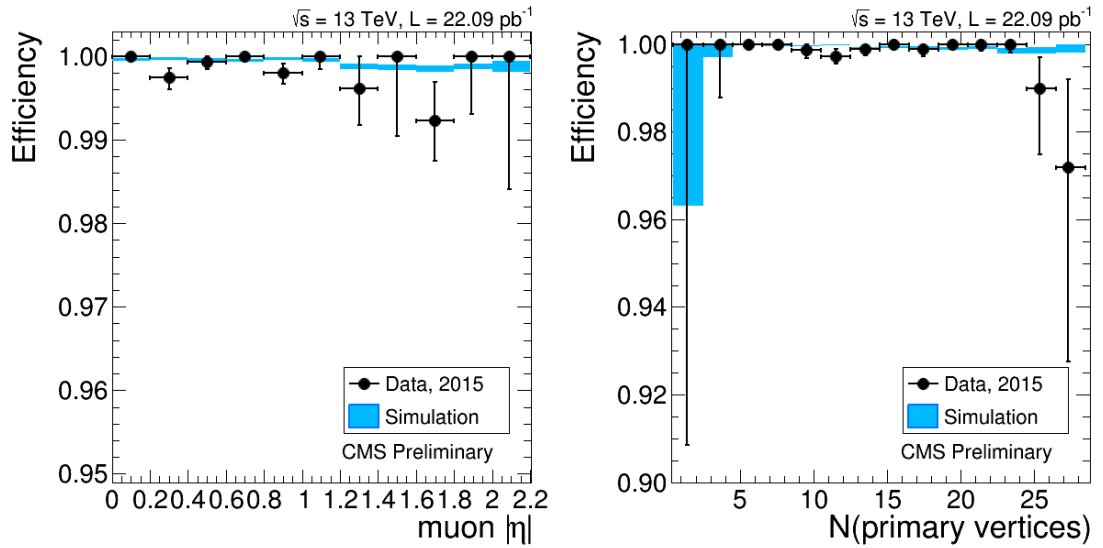 √s = 13 TeV, L = 22.09 pb-1
Efficiency
1.00
0.99
0.98
0.97
0.96
0.95
Data, 2015
Simulation
CMS Preliminary
0 0.2 0.4 0.6 0.8 1 1.2 1.4 1.6 1.8 2 2.2
muon |η|
√s = 13 TeV, L = 22.09 pb-1
Efficiency
1.00
0.98
0.96
0.94
0.92
0.90
Data, 2015
Simulation
CMS Preliminary
5 10 15 20 25
N(primary vertices)